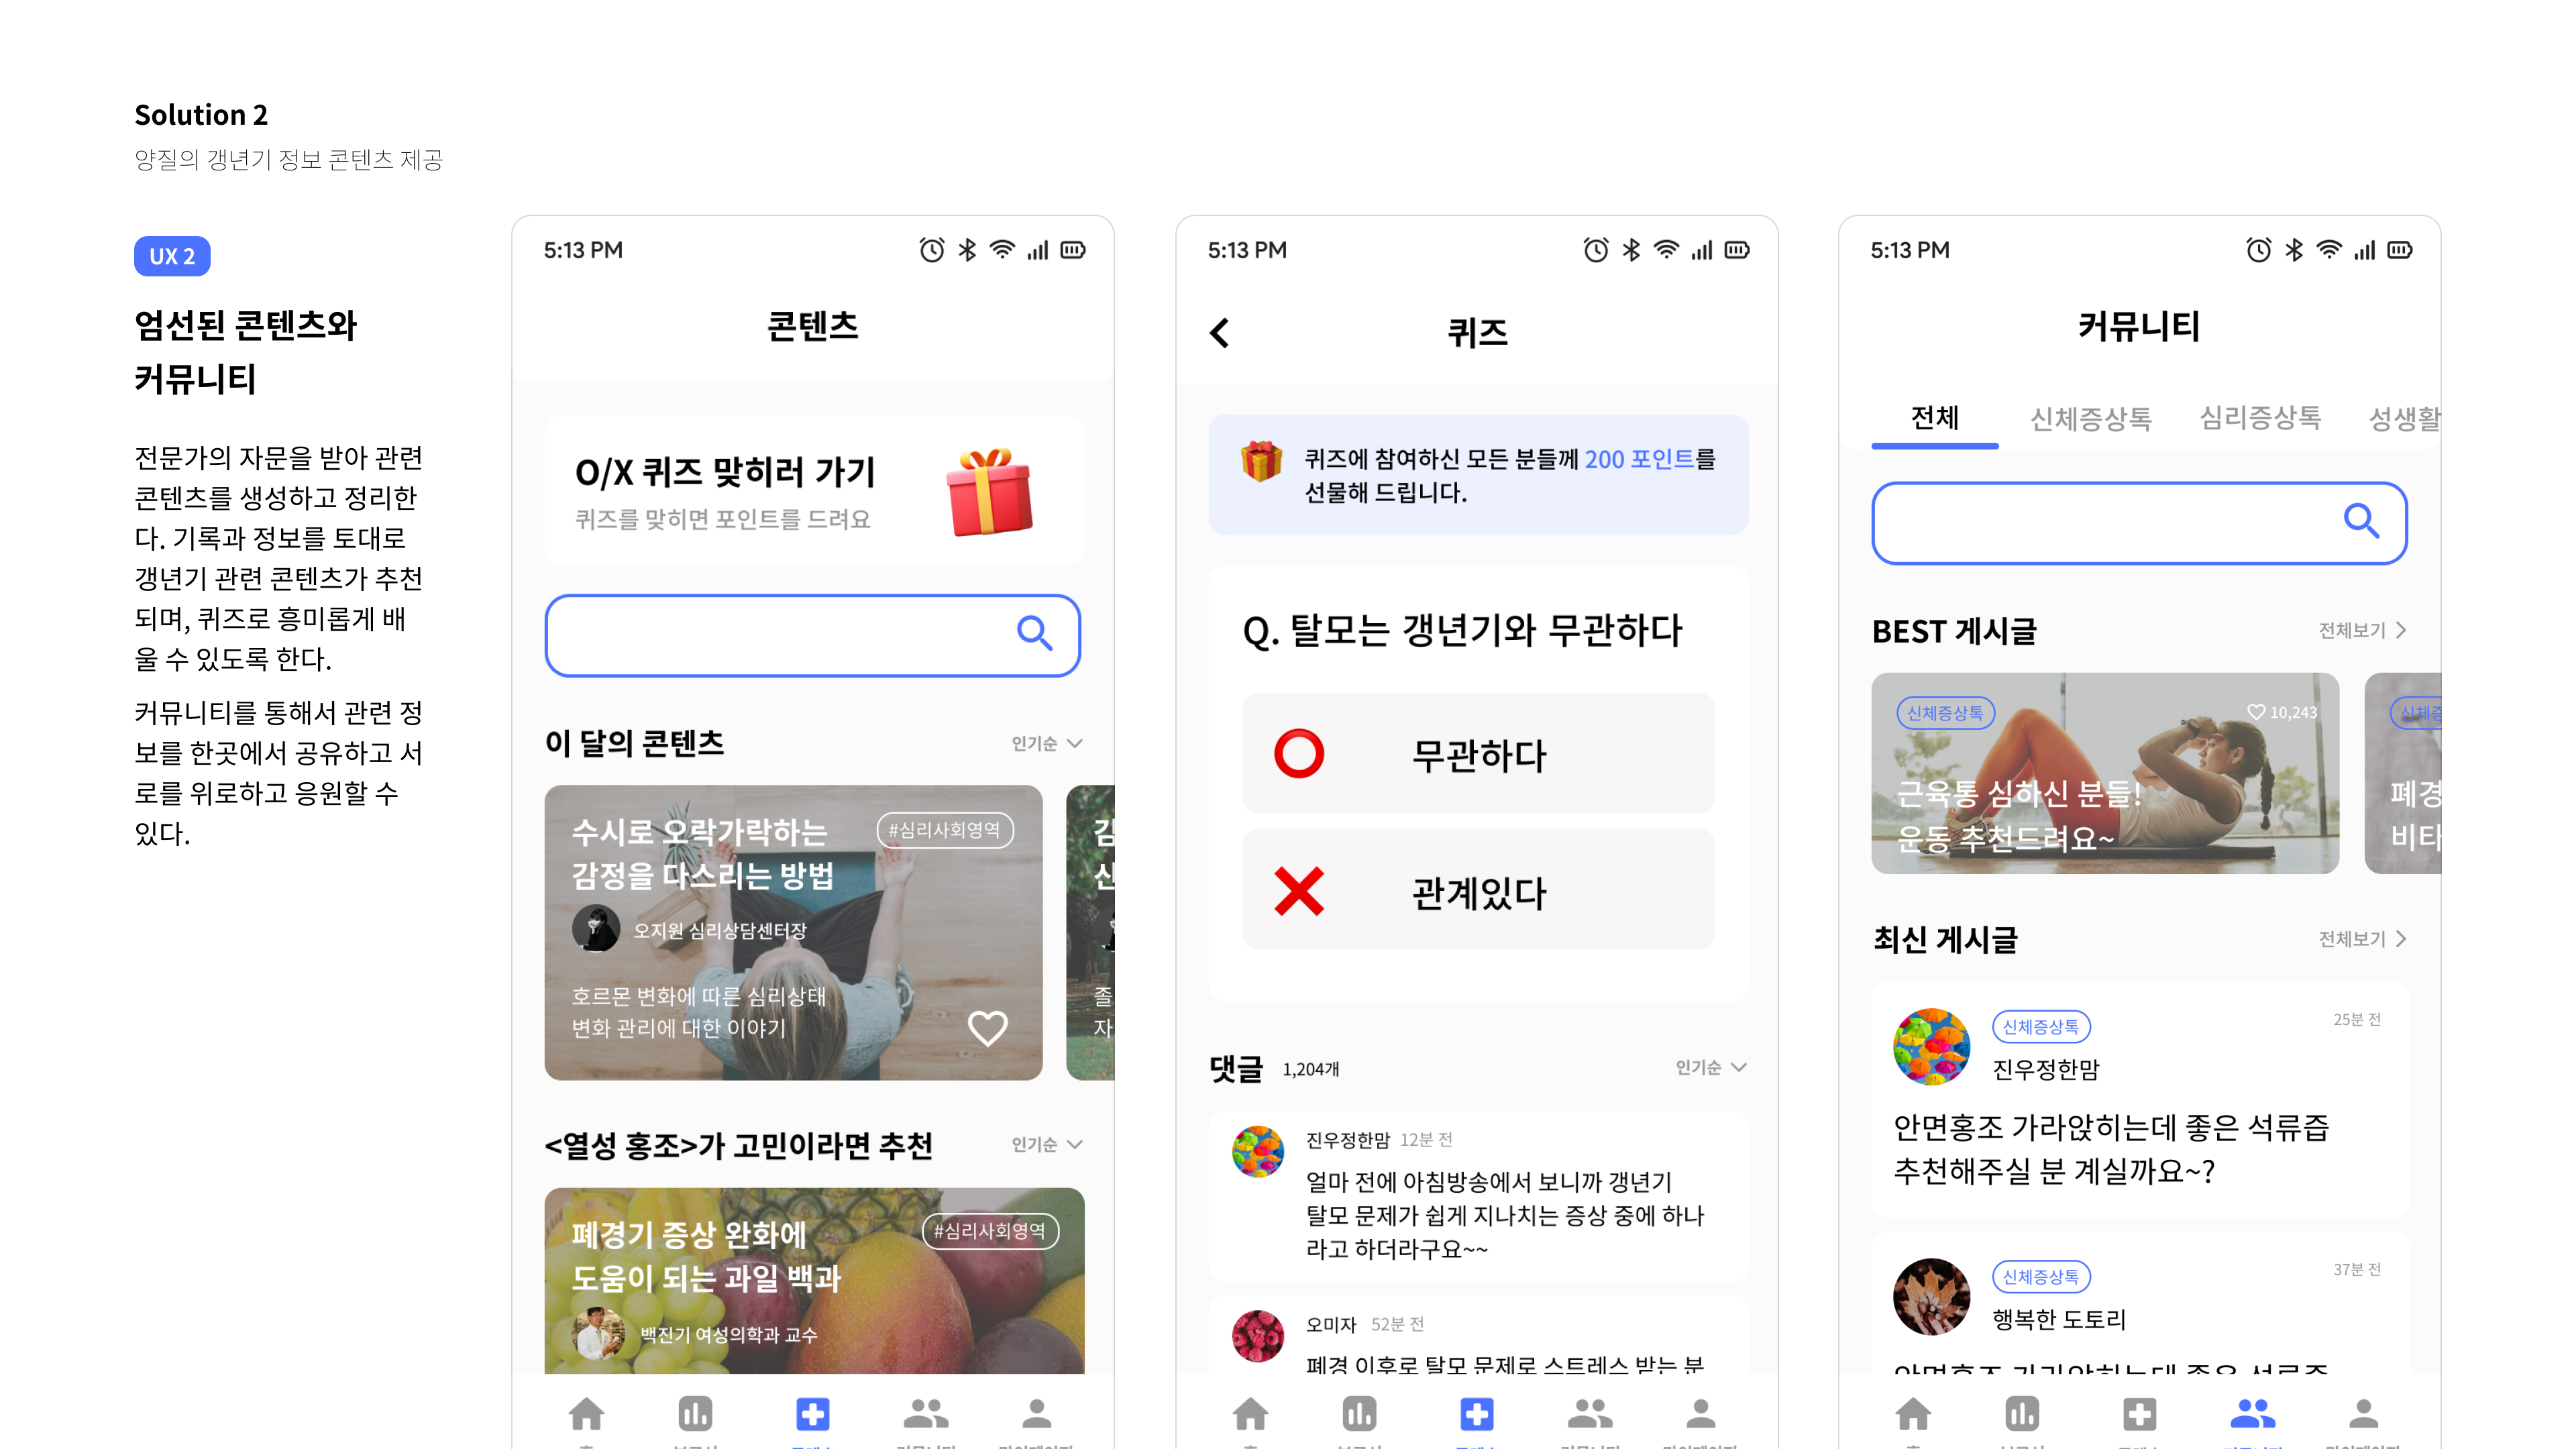 Solution 2
양질의 갱년기 정보 콘텐츠 제공
UX 2
엄선된 콘텐츠와
커뮤니티
전문가의 자문을 받아 관련
콘텐츠를 생성하고 정리한
다. 기록과 정보를 토대로
갱년기 관련 콘텐츠가 추천
되며, 퀴즈로 흥미롭게 배
울 수 있도록 한다.
커뮤니티를 통해서 관련 정
보를 한곳에서 공유하고 서
로를 위로하고 응원할 수
있다.
5:13 PM
콘텐츠
O/X 퀴즈 맞히러 가기
퀴즈를 맞히면 포인트를 드려요
이 달의 콘텐츠
인기순
수시로 오락가락하는
감정을 다스리는 방법
#심리사회영역
오지원 심리상담센터장
호르몬 변화에 따른 심리상태
변화 관리에 대한 이야기
졸
자
<열성 홍조>가 고민이라면 추천
인기순
폐경기 증상 완화에
도움이 되는 과일 백과
#심리사회영역
백진기 여성의학과 교수
5:13 PM
퀴즈
퀴즈에 참여하신 모든 분들께 200 포인트를
선물해 드립니다.
Q. 탈모는 갱년기와 무관하다
무관하다
관계있다
댓글 1,204개
인기순
진우정한맘 12분 전
얼마 전에 아침방송에서 보니까 갱년기
탈모 문제가 쉽게 지나치는 증상 중에 하나
라고 하더라구요~~
오미자 52분 전
폐경 이후로 탈모 문제로 스트레스 받는 분
5:13 PM
커뮤니티
전체 신체증상톡 심리증상톡 성생활
BEST 게시글
전체보기
신체증상톡
10,243
근육통 심하신 분들!
운동 추천드려요~
신체증
폐경
비타
최신 게시글
전체보기
신체증상톡
25분 전
진우정한맘
안면홍조 가라앉히는데 좋은 석류즙
추천해주실 분 계실까요~?
신체증상톡
37분 전
행복한 도토리
안면홍조 가라앉히는데 좋은 석류즙